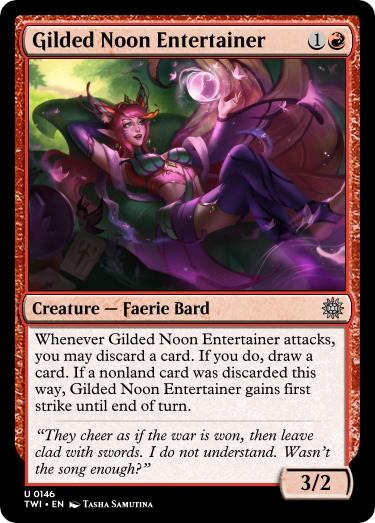 Gilded Noon Entertainer 1
Creature — Faerie Bard
Whenever Gilded Noon Entertainer attacks,
you may discard a card. If you do, draw a
card. If a nonland card was discarded this
way, Gilded Noon Entertainer gains first
strike until end of turn.
“They cheer as if the war is won, then leave
clad with swords. I do not understand. Wasn’t
the song enough?”
3/2
U 0146
TWI • EN Tasha Samutina